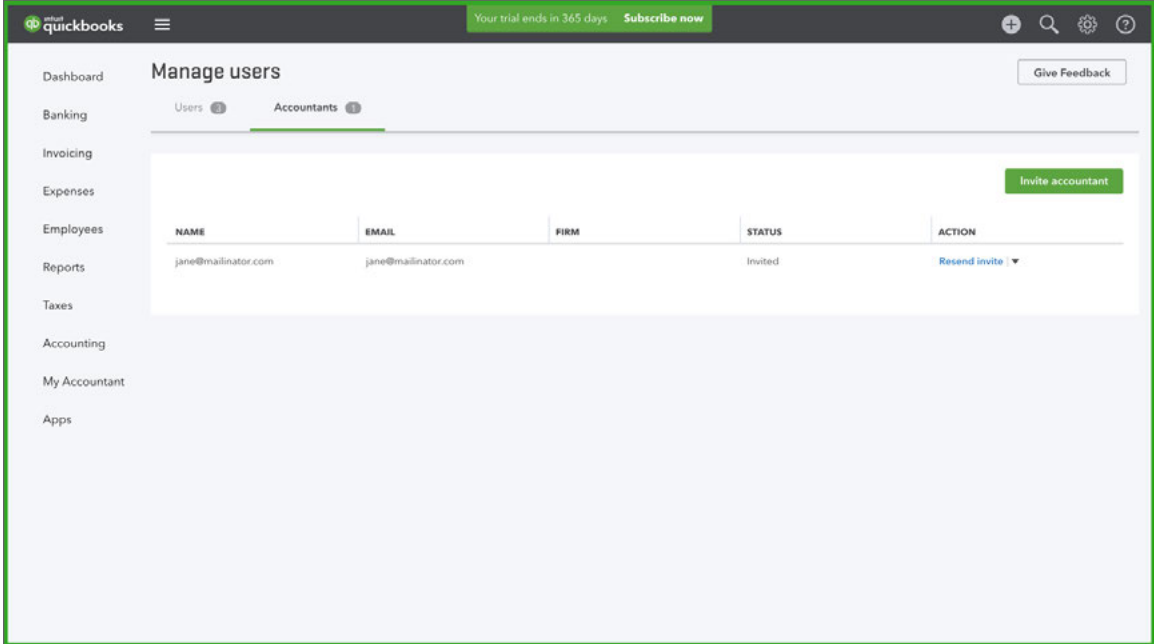 intuit quickbooks
Your trial ends in 365 days Subscribe now
Manage users
Give Feedback
Users 3
Accountants 1
Dashboard
Banking
Invoicing
Expenses
Employees
Reports
Taxes
Accounting
My Accountant
Apps
Invite accountant
NAME EMAIL FIRM STATUS ACTION
jane@mailinator.com jane@mailinator.com Invited Resend invite